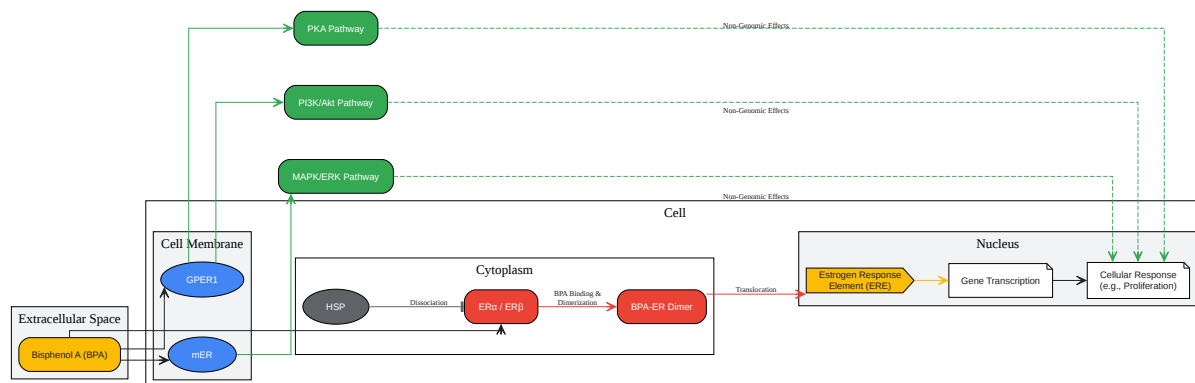 PKA Pathway
Non-Genomic Effects
PI3K/Akt Pathway
Non-Genomic Effects
MAPK/ERK Pathway
Non-Genomic Effects
Cell
Cell Membrane
GPER1
mER
Extracellular Space
Bisphenol A (BPA)
Cytoplasm
HSP
Dissociation
ERα / ERβ
BPA Binding &
Dimerization
BPA-ER Dimer
Translocation
Nucleus
Estrogen Response
Element (ERE)
Gene Transcription
Cellular Response
(e.g., Proliferation)